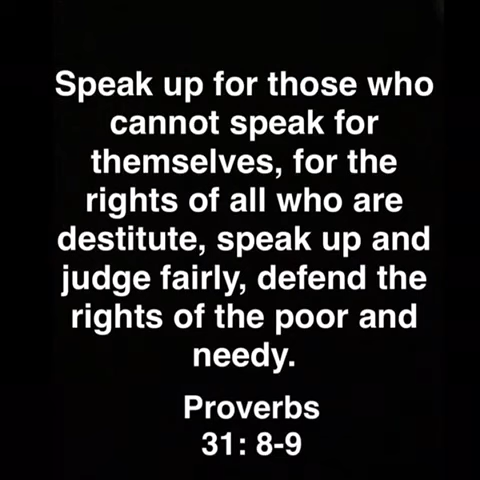 Speak up for those who
cannot speak for
themselves, for the
rights of all who are
destitute, speak up and
judge fairly, defend the
rights of the poor and
needy.
Proverbs
31: 8-9